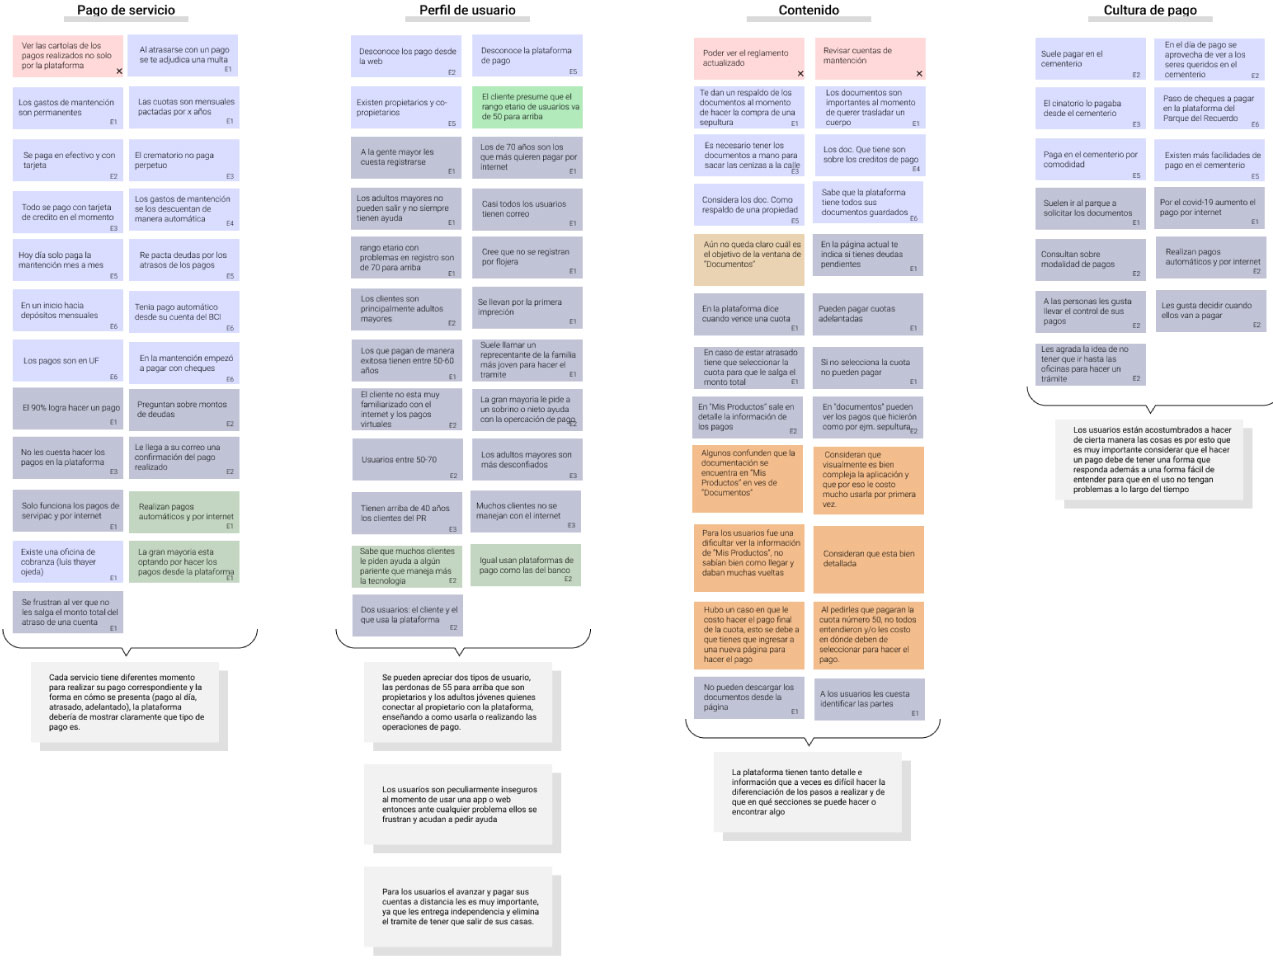 Pago de servicio
Ver las cartolas de los
pagos realizados no solo
por la plataforma
×
Al atrasarse con un pago
se te adjudica una multa
E1
Los gastos de mantención
son permanentes
E1
Las cuotas son mensuales
pactadas por x años
E1
Se paga en efectivo y con
tarjeta
E2
El crematorio no paga
perpetuo
E3
Todo se pago con tarjeta
de credito en el momento
E3
Los gastos de mantención
se los descuentan de
manera automática
E4
Hoy día solo paga la
mantención mes a mes
E5
Re pacta deudas por los
atrasos de los pagos
E5
En un inicio hacia
depósitos mensuales
E6
Tenía pago automático
desde su cuenta del BCI
E6
Los pagos son en UF
E6
En la mantención empezó
a pagar con cheques
E6
El 90% logra hacer un pago
E1
Preguntan sobre montos
de deudas
E2
No les cuesta hacer los
pagos en la plataforma
E3
Le llega a su correo una
confirmación del pago
realizado
E2
Solo funciona los pagos de
servipac y por internet
E1
Realizan pagos
automáticos y por internet
E1
Existe una oficina de
cobranza (luis thayer
ojeda)
E1
La gran mayoria esta
optando por hacer los
pagos desde la plataforma
E1
Se frustran al ver que no
les salga el monto total del
atraso de una cuenta
E1
Cada servicio tiene diferentes momento
para realizar su pago correspondiente y la
forma en cómo se presenta (pago al día,
atrasado, adelantado), la plataforma
debería de mostrar claramente que tipo de
pago es.
Perfil de usuario
Desconoce los pago desde
la web
E2
Desconoce la plataforma
de pago
E5
Existen propietarios y co-
propietarios
E5
El cliente presume que el
rango etario de usuarios va
de 50 para arriba
A la gente mayor les
cuesta registrarse
E1
Los de 70 años son los
que más quieren pagar por
internet
E1
Los adultos mayores no
pueden salir y no siempre
tienen ayuda
E1
Casi todos los usuarios
tienen correo
E1
rango etario con
problemas en registro son
de 70 para arriba
E1
Cree que no se registran
por flojera
E1
Los clientes son
principalmente adultos
mayores
E2
Se llevan por la primera
impreción
E1
Los que pagan de manera
exitosa tienen entre 50-60
años
E1
Suele llamar un
reprecentante de la familia
más joven para hacer el
tramite
E1
El cliente no esta muy
familiarizado con el
internet y los pagos
virtuales
E2
La gran mayoria le pide a
un sobrino o nieto ayuda
con la opercación de pago
E2
Usuarios entre 50-70
E2
Los adultos mayores son
más desconfiados
E3
Tienen arriba de 40 años
los clientes del PR
E3
Muchos clientes no se
manejan con el internet
E3
Sabe que muchos clientes
le piden ayuda a algún
pariente que maneja más
la tecnologia
E2
Igual usan plataformas de
pago como las del banco
E2
Dos usuarios: el cliente y el
que usa la plataforma
E2
Se pueden apreciar dos tipos de usuario,
las perdonas de 55 para arriba que son
propietarios y los adultos jóvenes quienes
conectar al propietario con la plataforma,
enseñando a como usarla o realizando las
operaciones de pago.
Los usuarios son peculiarmente inseguros
al momento de usar una app o web
entonces ante cualquier problema ellos se
frustran y acudan a pedir ayuda
Para los usuarios el avanzar y pagar sus
cuentas a distancia les es muy importante,
ya que les entrega independencia y elimina
el tramite de tener que salir de sus casas.
Contenido
Poder ver el reglamento
actualizado
×
Revisar cuentas de
mantención
×
Te dan un respaldo de los
documentos al momento
de hacer la compra de una
sepultura
E1
Los documentos son
importantes al momento
de querer trasladar un
cuerpo
E1
Es necesario tener los
documentos a mano para
sacar las cenizas a la calle
E3
Los doc. Que tiene son
sobre los creditos de pago
E4
Considera los doc. Como
respaldo de una propiedad
E5
Sabe que la plataforma
tiene todos sus
documentos guardados
E6
Aún no queda claro cuál es
el objetivo de la ventana de
"Documentos"
En la página actual te
indica si tienes deudas
pendientes
E1
En la plataforma dice
cuando vence una cuota
E1
Pueden pagar cuotas
adelantadas
E1
En caso de estar atrasado
tiene que seleccionar la
cuota para que le salga el
monto total
E1
Si no selecciona la cuota
no pueden pagar
E1
En "Mis Productos" sale en
detalle la información de
los pagos
E2
En "documentos" pueden
ver los pagos que hicierón
como por ejm. sepultura
E2
Algunos confunden que la
documentación se
encuentra en "Mis
Productos" en ves de
"Documentos"
Consideran que
visualmente es bien
compleja la aplicación y
que por eso le costo
mucho usarla por primera
vez.
Para los usuarios fue una
dificultar ver la información
de "Mis Productos", no
sabian bien como llegar y
daban muchas vueltas
Consideran que esta bien
detallada
Hubo un caso en que le
costo hacer el pago final
de la cuota, esto se debe a
que tienes que ingresar a
una nueva página para
hacer el pago
Al pedirles que pagaran la
cuota número 50, no todos
entendieron y/o les costo
en dónde deben de
seleccionar para hacer el
pago.
No pueden descargar los
documentos desde la
página
E1
A los usuarios les cuesta
identificar las partes
E1
La plataforma tienen tanto detalle e
información que a veces es difícil hacer la
diferenciación de los pasos a realizar y de
que en qué secciones se puede hacer o
encontrar algo
Cultura de pago
Suele pagar en el
cementerio
E2
En el día de pago se
aprovecha de ver a los
seres queridos en el
cementerio
E2
El cinatorio lo pagaba
desde el cementerio
E3
Paso de cheques a pagar
en la plataforma del
Parque del Recuerdo
E6
Paga en el cementerio por
comodidad
E5
Existen más facilidades de
pago en el cementerio
E5
Suelen ir al parque a
solicitar los documentos
E1
Por el covid-19 aumento el
pago por internet
E1
Consultan sobre
modalidad de pagos
E2
Realizan pagos
automáticos y por internet
E2
A las personas les gusta
llevar el control de sus
pagos
E2
Les gusta decidir cuando
ellos van a pagar
E2
Les agrada la idea de no
tener que ir hasta las
oficinas para hacer un
trámite
E2
Los usuarios están acostumbrados a hacer
de cierta manera las cosas es por esto que
es muy importante considerar que el hacer
un pago debe de tener una forma que
responda además a una forma fácil de
entender para que en el uso no tengan
problemas a lo largo del tiempo